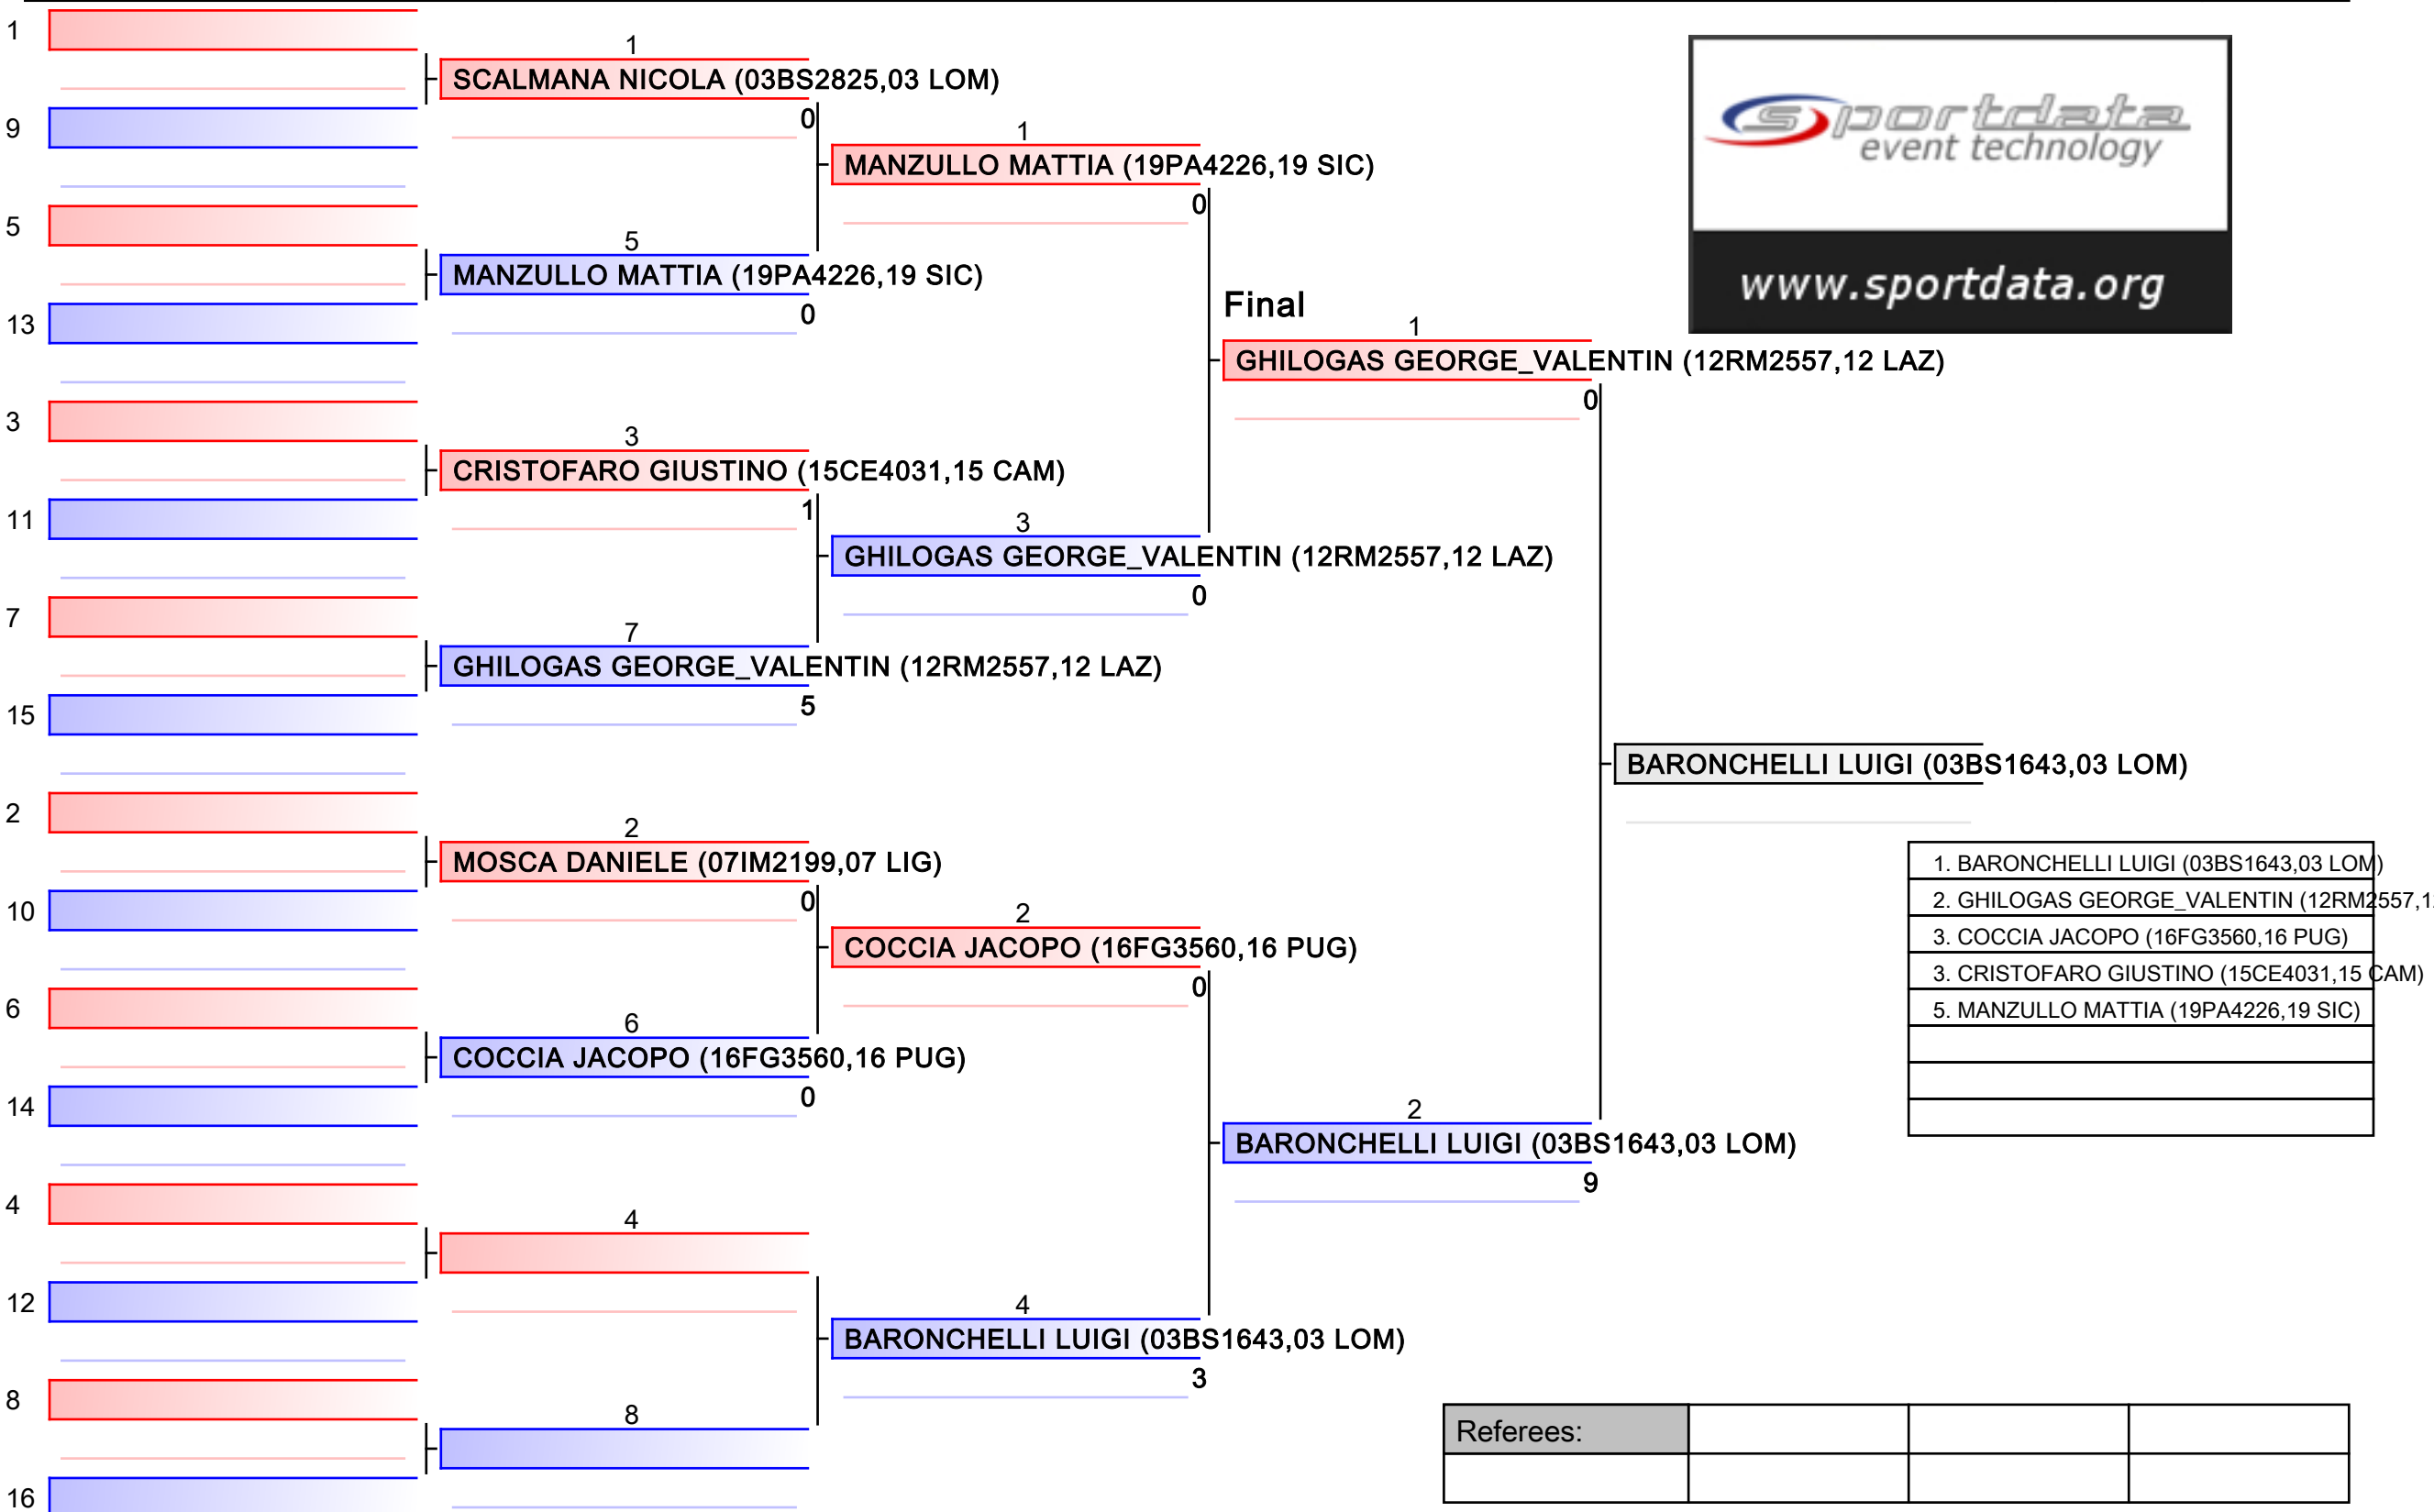 1
1
SCALMANA NICOLA (03BS2825,03 LOM)
0
9
1
MANZULLO MATTIA (19PA4226,19 SIC)
0
5
5
MANZULLO MATTIA (19PA4226,19 SIC)
0
13
sportdata
event technology
www.sportdata.org
Final
1
GHILOGAS GEORGE_VALENTIN (12RM2557,12 LAZ)
0
3
3
CRISTOFARO GIUSTINO (15CE4031,15 CAM)
1
11
3
GHILOGAS GEORGE_VALENTIN (12RM2557,12 LAZ)
0
7
7
GHILOGAS GEORGE_VALENTIN (12RM2557,12 LAZ)
5
15
BARONCHELLI LUIGI (03BS1643,03 LOM)
2
2
MOSCA DANIELE (07IM2199,07 LIG)
0
10
2
COCCIA JACOPO (16FG3560,16 PUG)
0
6
6
COCCIA JACOPO (16FG3560,16 PUG)
0
14
1. BARONCHELLI LUIGI (03BS1643,03 LOM)
2. GHILOGAS GEORGE_VALENTIN (12RM2557,1
3. COCCIA JACOPO (16FG3560,16 PUG)
3. CRISTOFARO GIUSTINO (15CE4031,15 CAM)
5. MANZULLO MATTIA (19PA4226,19 SIC)
2
BARONCHELLI LUIGI (03BS1643,03 LOM)
9
4
4
12
4
BARONCHELLI LUIGI (03BS1643,03 LOM)
3
8
8
16
Referees: